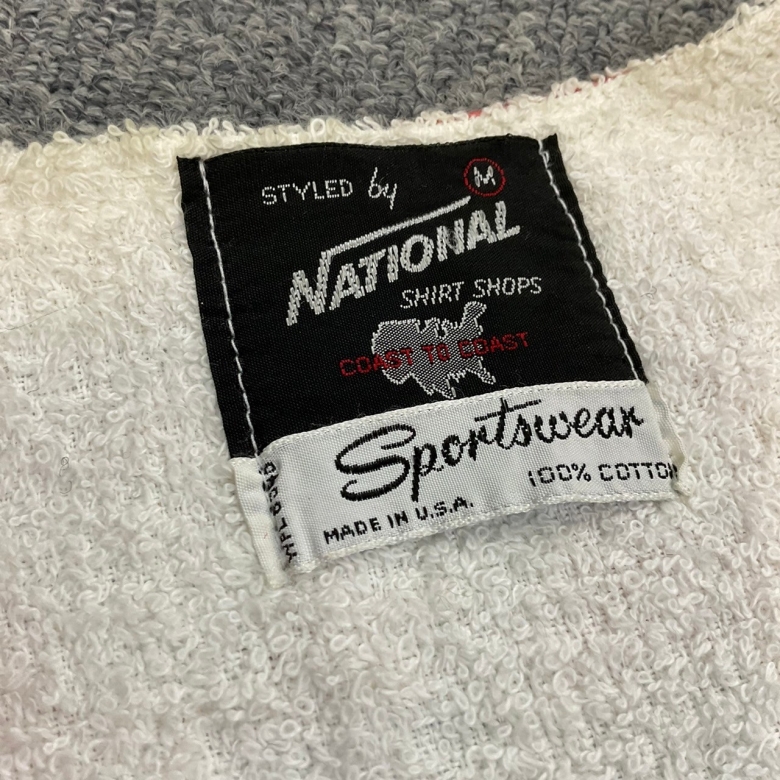 STYLED by M
NATIONAL
SHIRT SHOPS
COAST TO COAST
Sportswear
100% COTTON
MADE IN U.S.A.